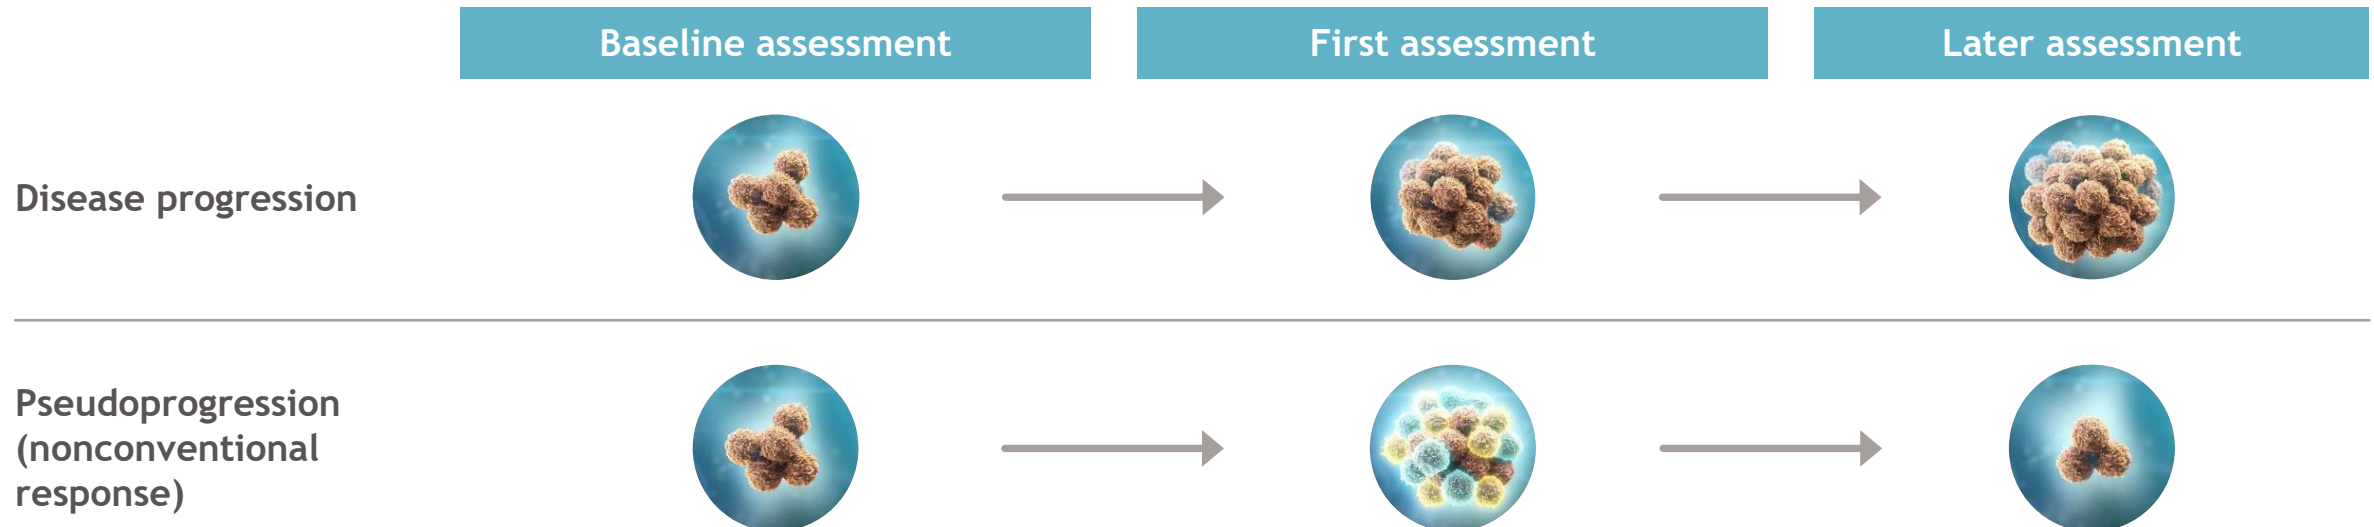 Baseline assessment
First assessment
Later assessment
Disease progression
Pseudoprogression
(nonconventional
response)